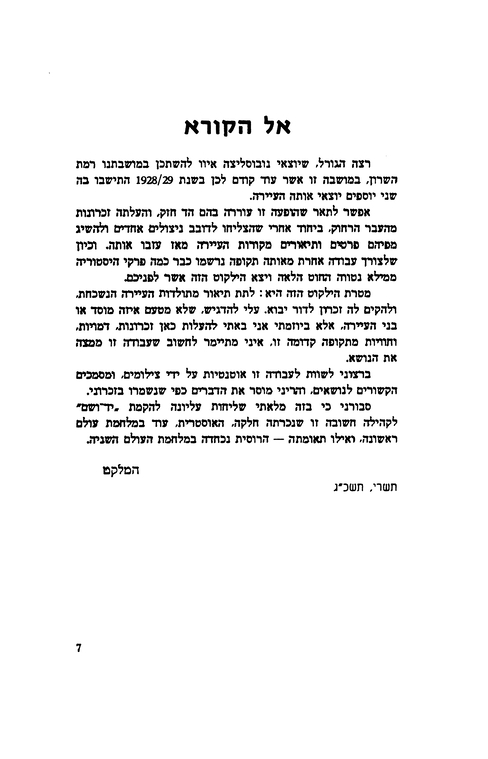 אל הקורא
רצה הגורל, שיוצאי נובוסליצה איוו להשתכן במושבתנו רמת
השרון, במושבה זו אשר עוד קודם לכן בשנת 1928/29 התישבו בה
שני יוספים יוצאי אותה העיירה.
אפשר לתאר שהופעה זו עוררה בהם הד חזק, והעלתה זכרונות
מהעבר הרחוק, ביחוד אחרי שהצליחו לדובב ניצולים אחדים ולהשיג
מפיהם פרטים ותיאורים מקורות העיירה מאז עזבו אותה. וכיון
שלצורך עבודה אחרת מאותה תקופה נרשמו כבר כמה פרקי היסטוריה
ממילא נטווה החוט הלאה ויצא הילקוט הזה אשר לפניכם.
מטרת הילקוט הזה היא: לתת תיאור מתולדות העיירה הנשכחת,
ולהקים לה זכרון לדור יבוא. עלי להדגיש, שלא מטעם איזה מוסד או
בני העיירה, אלא ביוזמתי אני באתי להעלות כאן זכרונות, דמויות,
וחוויות מתקופה קדומה זו, איני מתיימר לחשוב שעבודה זו ממצה
את הנושא.
ברצוני לשוות לעבודה זו אוטנטיות על ידי צילומים, ומסמכים
הקשורים לנושאים, והריני מוסר את הדברים כפי שנשמרו בזכרוני.
סבורני כי בזה מלאתי שליחות עליונה להקמת „יד־ושם"
לקהילה חשובה זו שנכרתה חלקה, האוסטרית, עוד במלחמת עולם
ראשונה, ואילו תאומתה — הרוסית נכחדה במלחמת העולם השניה.
המלקט
תשרי, תשכ"ג
7